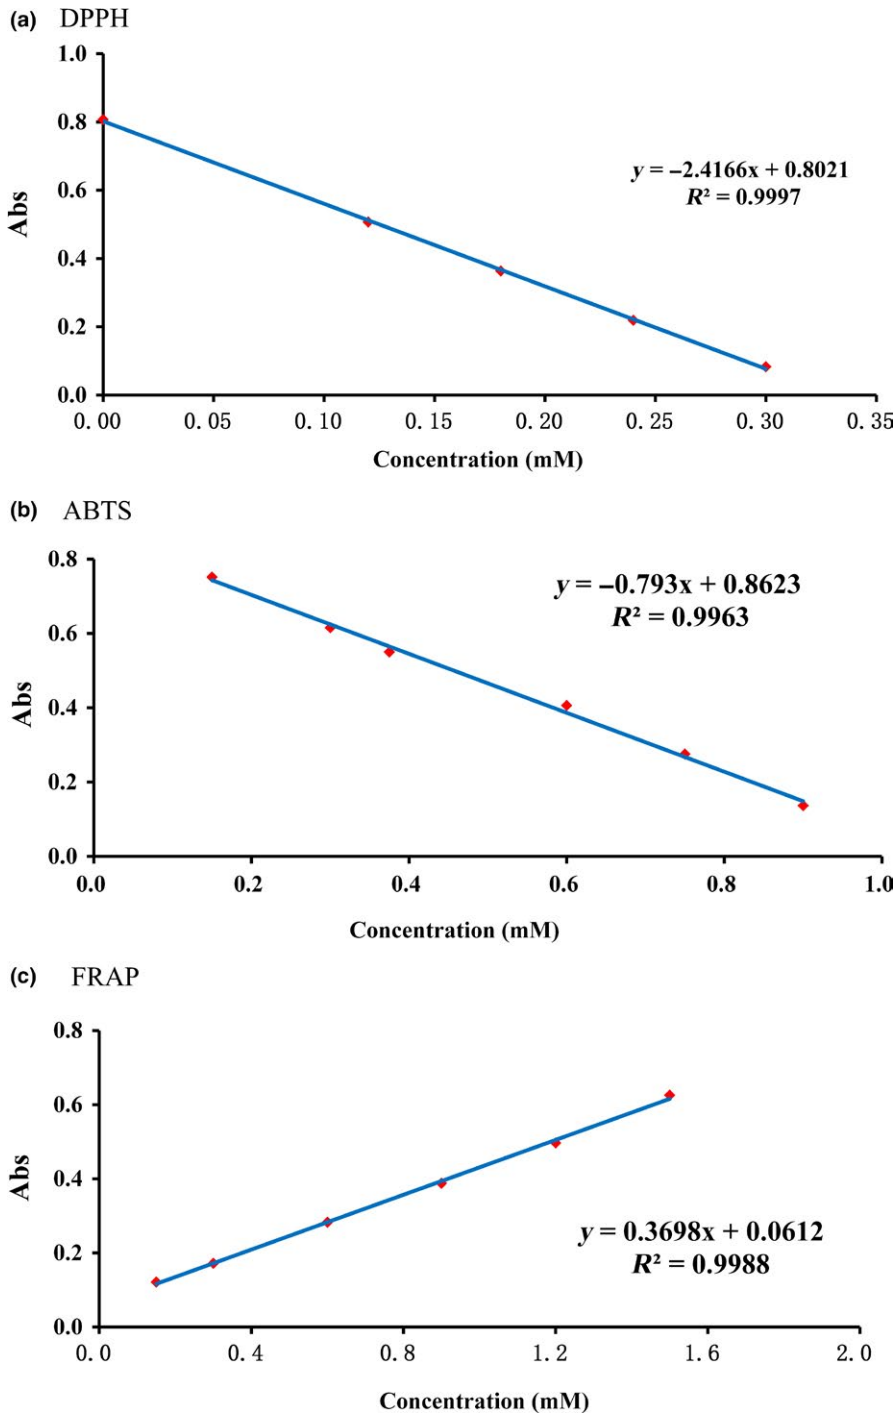 (a) DPPH
1.0
0.8
0.6
0.4
0.2
0.0
Abs
y = –2.4166x + 0.8021
R² = 0.9997
0.00 0.05 0.10 0.15 0.20 0.25 0.30 0.35
Concentration (mM)
(b) ABTS
0.8
0.6
0.4
0.2
0.0
Abs
y = –0.793x + 0.8623
R² = 0.9963
0.0 0.2 0.4 0.6 0.8 1.0
Concentration (mM)
(c) FRAP
0.8
0.6
0.4
0.2
0.0
Abs
y = 0.3698x + 0.0612
R² = 0.9988
0.0 0.4 0.8 1.2 1.6 2.0
Concentration (mM)